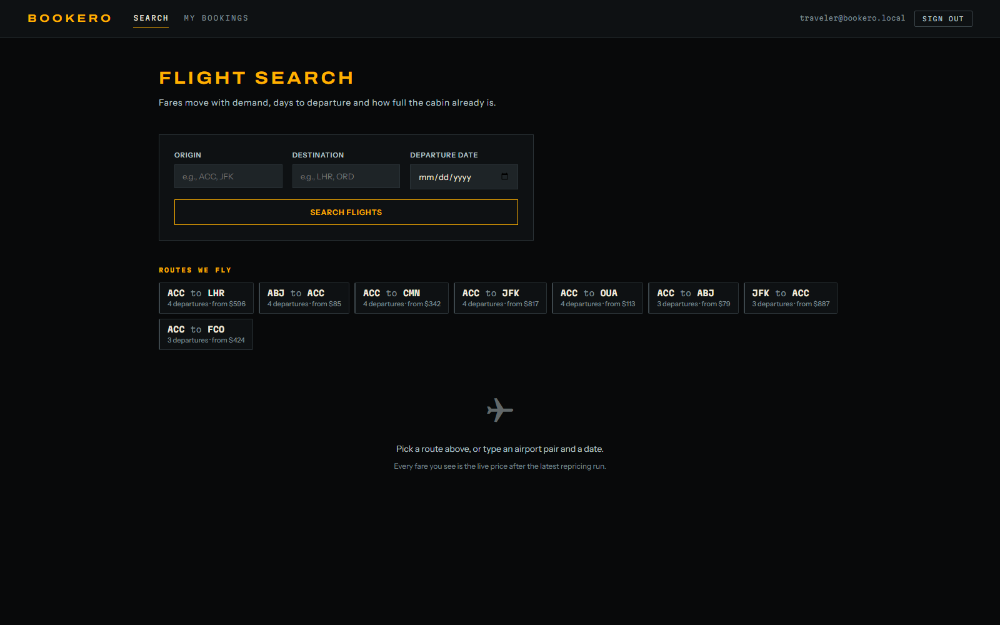 BOOKERO SEARCH MY BOOKINGS traveler@bookero.local SIGN OUT
FLIGHT SEARCH
Fares move with demand, days to departure and how full the cabin already is.
ORIGIN DESTINATION DEPARTURE DATE
e.g., ACC, JFK e.g., LHR, ORD mm/dd/yyyy
SEARCH FLIGHTS
ROUTES WE FLY
ACC to LHR ABJ to ACC ACC to CMN ACC to JFK ACC to OUA ACC to ABJ JFK to ACC
4 departures · from $596 4 departures · from $85 4 departures · from $342 4 departures · from $817 4 departures · from $113 3 departures · from $79 3 departures · from $887
ACC to FCO
3 departures · from $424
Pick a route above, or type an airport pair and a date.
Every fare you see is the live price after the latest repricing run.